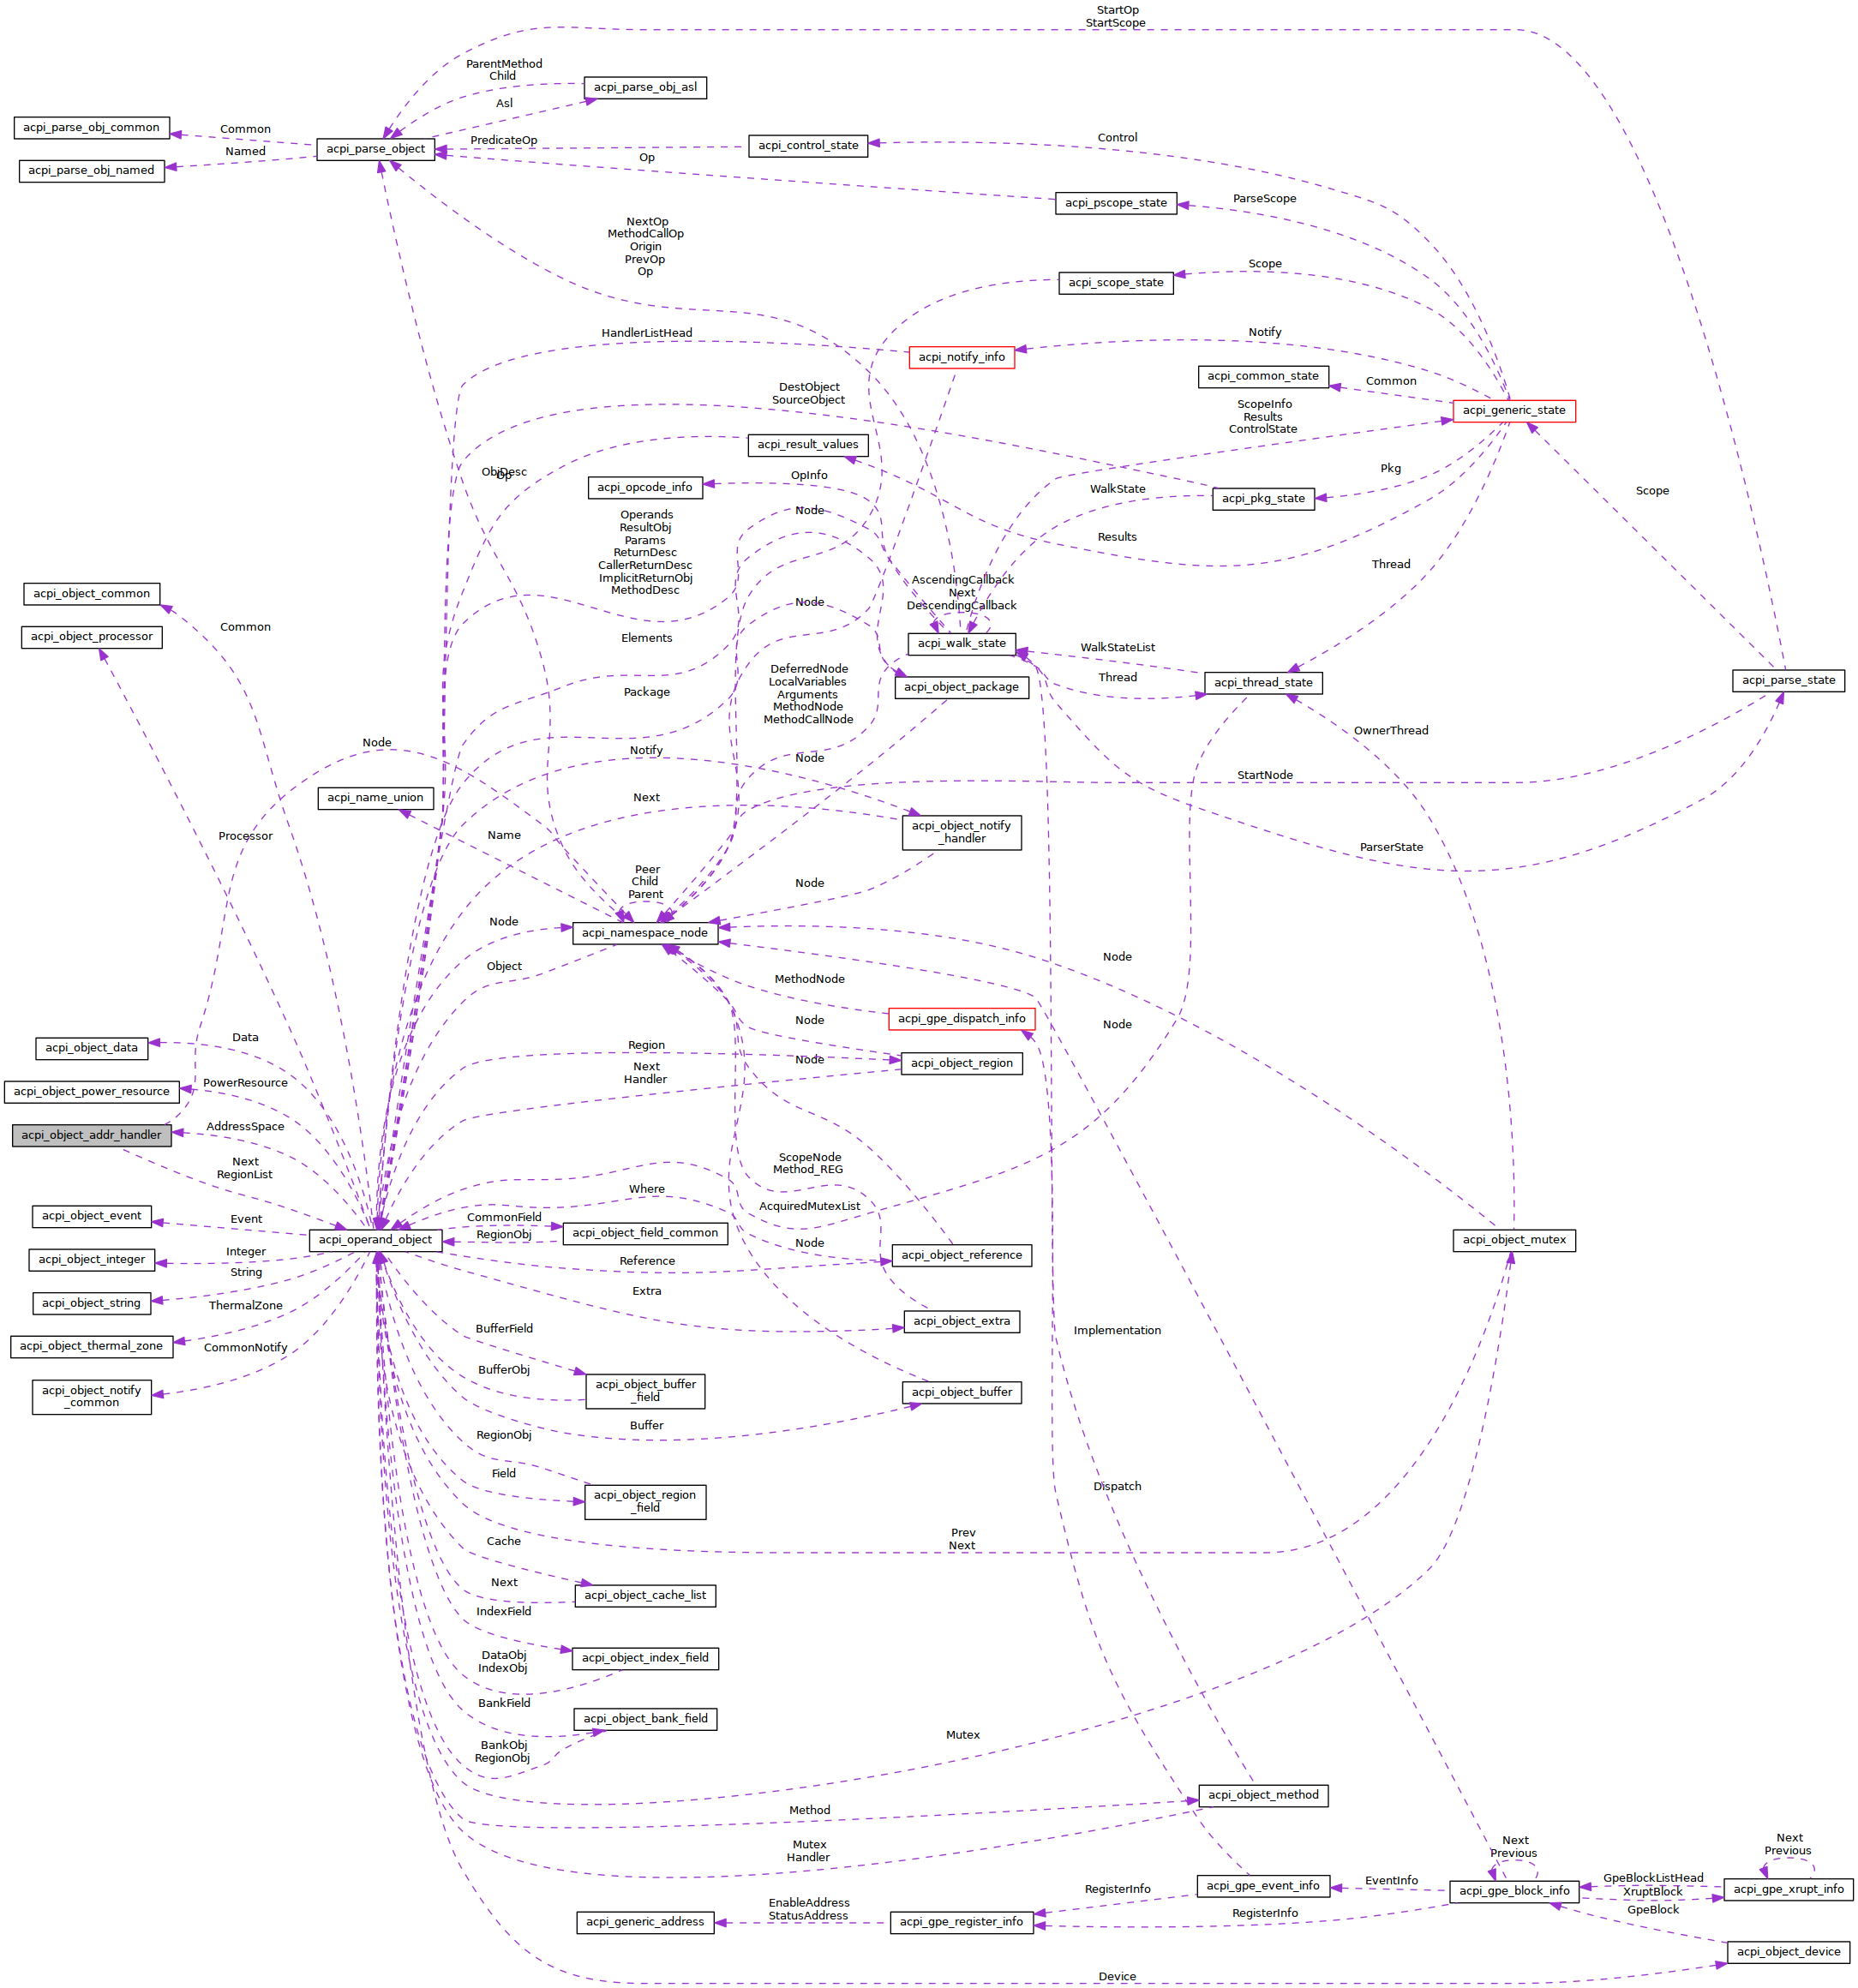 StartOp
StartScope
ParentMethod
Child
acpi_parse_obj_asl
Asl
acpi_parse_obj_common
Common
acpi_parse_object
PredicateOp
acpi_control_state
Control
Named
acpi_parse_obj_named
Op
acpi_pscope_state
ParseScope
NextOp
MethodCallOp
Origin
PrevOp
Op
acpi_scope_state
Scope
HandlerListHead
acpi_notify_info
Notify
acpi_common_state
Common
DestObject
SourceObject
acpi_generic_state
ScopeInfo
Results
ControlState
acpi_result_values
ObjDesc
Op
OpInfo
acpi_opcode_info
Pkg
WalkState
acpi_pkg_state
Scope
Node
Operands
ResultObj
Params
ReturnDesc
CallerReturnDesc
ImplicitReturnObj
MethodDesc
Results
Thread
AscendingCallback
Next
DescendingCallback
acpi_object_common
Node
Common
acpi_object_processor
Elements
acpi_walk_state
WalkStateList
DeferredNode
LocalVariables
Arguments
MethodNode
MethodCallNode
Thread
acpi_thread_state
acpi_parse_state
acpi_object_package
Package
OwnerThread
Node
Notify
Node
StartNode
acpi_name_union
Next
acpi_object_notify
_handler
Processor
Name
ParserState
Peer
Child
Parent
Node
Node
acpi_namespace_node
Node
Object
MethodNode
acpi_gpe_dispatch_info
Node
Node
Data
acpi_object_data
Region
Node
acpi_object_region
Next
Handler
PowerResource
acpi_object_power_resource
AddressSpace
acpi_object_addr_handler
Next
RegionList
ScopeNode
Method_REG
Where
AcquiredMutexList
acpi_object_event
Event
CommonField
acpi_operand_object
RegionObj
acpi_object_field_common
Node
acpi_object_mutex
acpi_object_integer
Integer
Reference
acpi_object_reference
String
acpi_object_string
Extra
acpi_object_extra
ThermalZone
BufferField
Implementation
acpi_object_thermal_zone
CommonNotify
BufferObj
acpi_object_buffer
_field
acpi_object_buffer
acpi_object_notify
_common
Buffer
RegionObj
Field
acpi_object_region
_field
Dispatch
Prev
Next
Cache
Next
acpi_object_cache_list
IndexField
DataObj
IndexObj
acpi_object_index_field
BankField
acpi_object_bank_field
BankObj
RegionObj
Mutex
acpi_object_method
Method
Mutex
Handler
Next
Previous
Next
Previous
RegisterInfo
acpi_gpe_event_info
EventInfo
acpi_gpe_block_info
GpeBlockListHead
XruptBlock
acpi_gpe_xrupt_info
EnableAddress
StatusAddress
acpi_generic_address
acpi_gpe_register_info
RegisterInfo
GpeBlock
acpi_object_device
Device